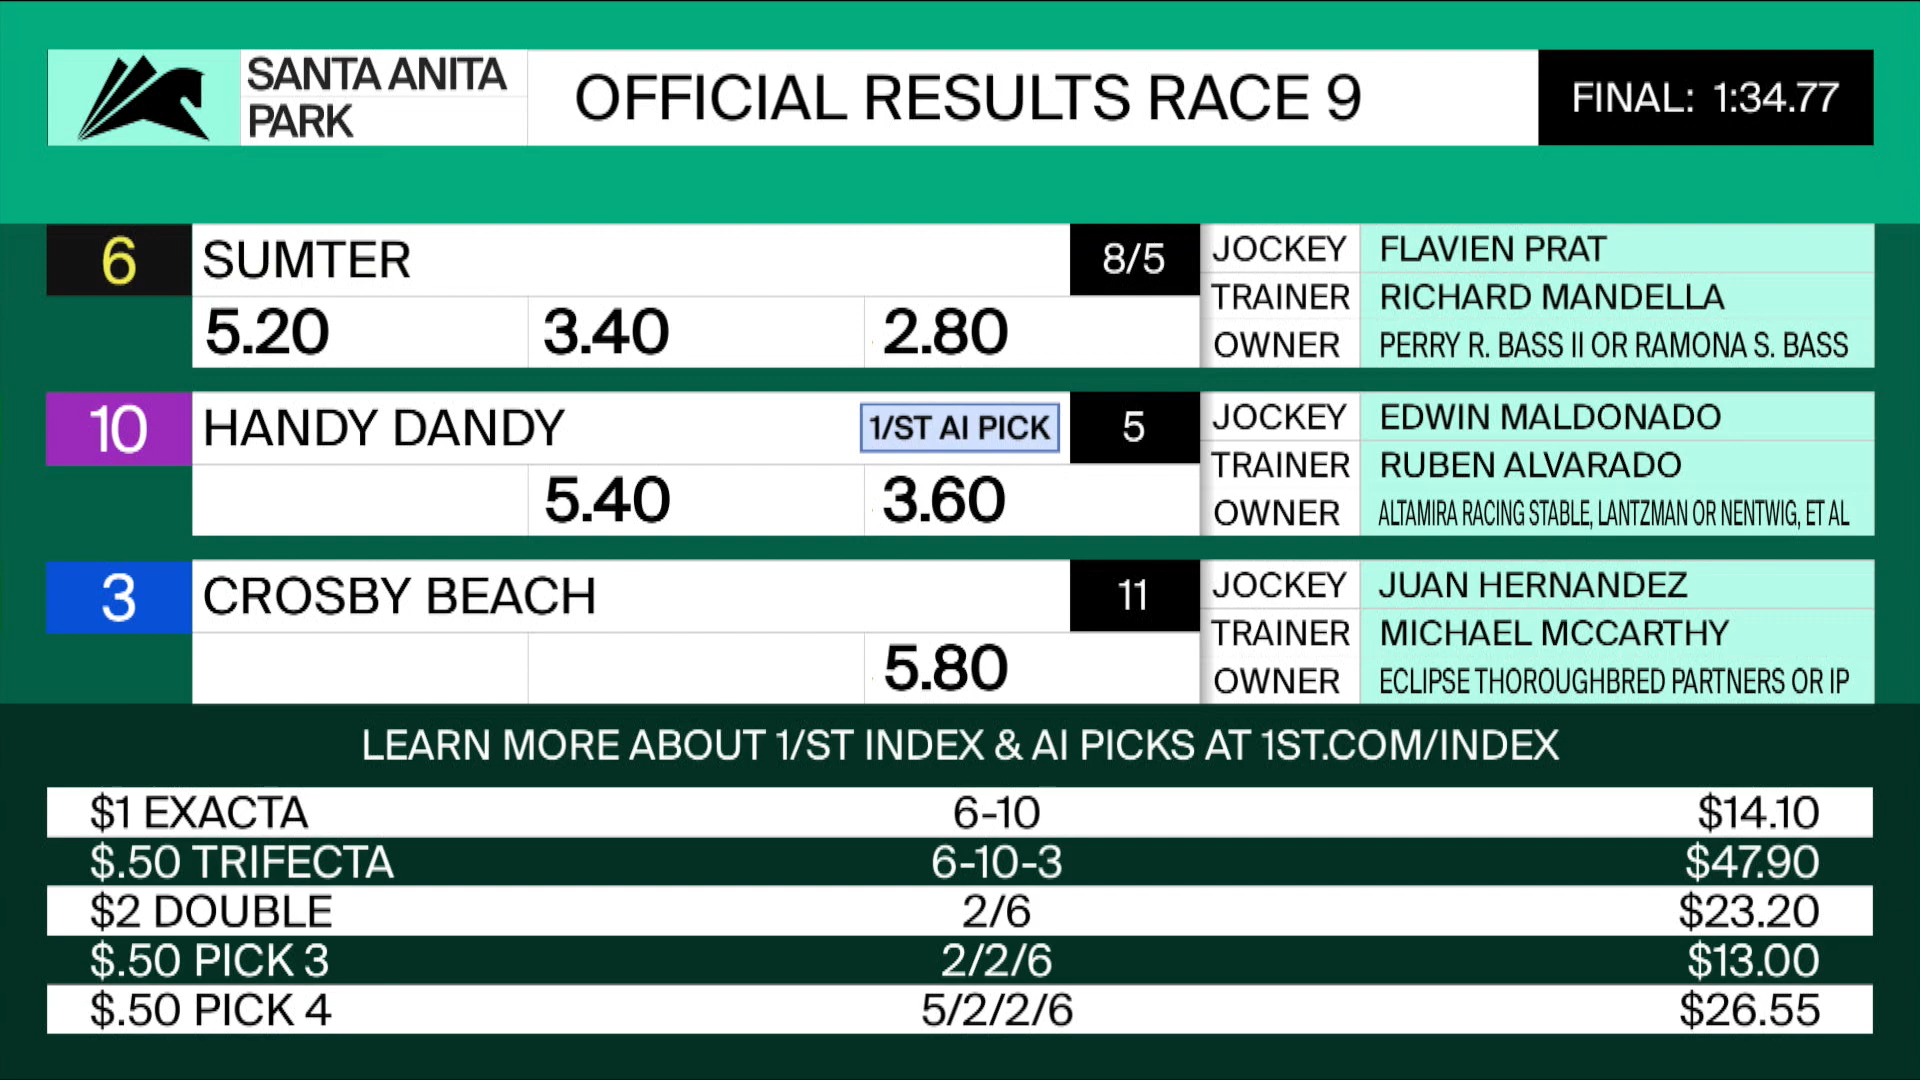 SANTA ANITA
PARK
OFFICIAL RESULTS RACE 9
FINAL: 1:34.77
6 SUMTER 8/5
5.20 3.40 2.80
JOCKEY FLAVIEN PRAT
TRAINER RICHARD MANDELLA
OWNER PERRY R. BASS II OR RAMONA S. BASS
10 HANDY DANDY 1/ST AI PICK 5
5.40 3.60
JOCKEY EDWIN MALDONADO
TRAINER RUBEN ALVARADO
OWNER ALTAMIRA RACING STABLE, LANTZMAN OR NENTWIG, ET AL
3 CROSBY BEACH 11
5.80
JOCKEY JUAN HERNANDEZ
TRAINER MICHAEL MCCARTHY
OWNER ECLIPSE THOROUGHBRED PARTNERS OR IP
LEARN MORE ABOUT 1/ST INDEX & AI PICKS AT 1ST.COM/INDEX
$1 EXACTA 6-10 $14.10
$.50 TRIFECTA 6-10-3 $47.90
$2 DOUBLE 2/6 $23.20
$.50 PICK 3 2/2/6 $13.00
$.50 PICK 4 5/2/2/6 $26.55